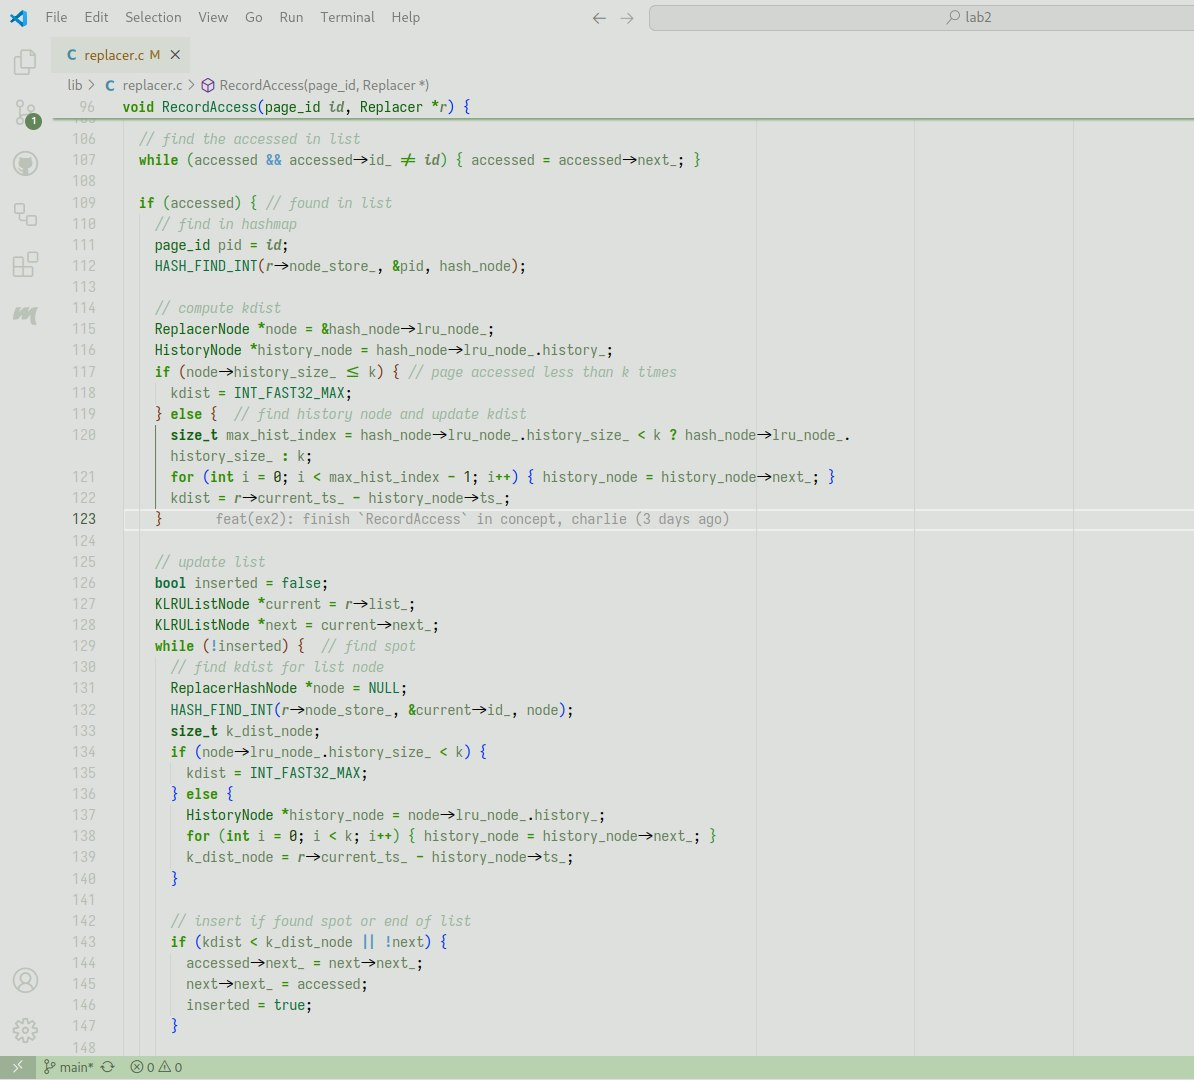 File Edit Selection View Go Run Terminal Help ← → lab2
C replacer.c M ×
lib > C replacer.c > RecordAccess(page_id, Replacer *)
96 void RecordAccess(page_id id, Replacer *r) {
106 // find the accessed in list
107 while (accessed && accessed->id_ != id) { accessed = accessed->next_; }
108
109 if (accessed) { // found in list
110 // find in hashmap
111 page_id pid = id;
112 HASH_FIND_INT(r->node_store_, &pid, hash_node);
113
114 // compute kdist
115 ReplacerNode *node = &hash_node->lru_node_;
116 HistoryNode *history_node = hash_node->lru_node_.history_;
117 if (node->history_size_ <= k) { // page accessed less than k times
118 kdist = INT_FAST32_MAX;
119 } else { // find history node and update kdist
120 size_t max_hist_index = hash_node->lru_node_.history_size_ < k ? hash_node->lru_node_.
history_size_ : k;
121 for (int i = 0; i < max_hist_index - 1; i++) { history_node = history_node->next_; }
122 kdist = r->current_ts_ - history_node->ts_;
123 } feat(ex2): finish `RecordAccess` in concept, charlie (3 days ago)
124
125 // update list
126 bool inserted = false;
127 KLRUListNode *current = r->list_;
128 KLRUListNode *next = current->next_;
129 while (!inserted) { // find spot
130 // find kdist for list node
131 ReplacerHashNode *node = NULL;
132 HASH_FIND_INT(r->node_store_, &current->id_, node);
133 size_t k_dist_node;
134 if (node->lru_node_.history_size_ < k) {
135 kdist = INT_FAST32_MAX;
136 } else {
137 HistoryNode *history_node = node->lru_node_.history_;
138 for (int i = 0; i < k; i++) { history_node = history_node->next_; }
139 k_dist_node = r->current_ts_ - history_node->ts_;
140 }
141
142 // insert if found spot or end of list
143 if (kdist < k_dist_node || !next) {
144 accessed->next_ = next->next_;
145 next->next_ = accessed;
146 inserted = true;
147 }
148
1
main* 0 0